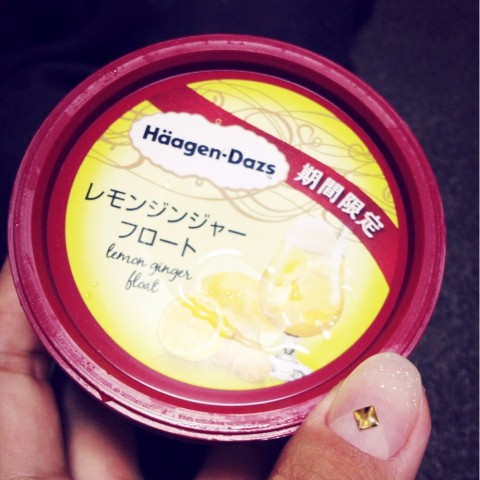 Häagen-Dazs
期間限定
レモンジンジャー
フロート
lemon ginger
float